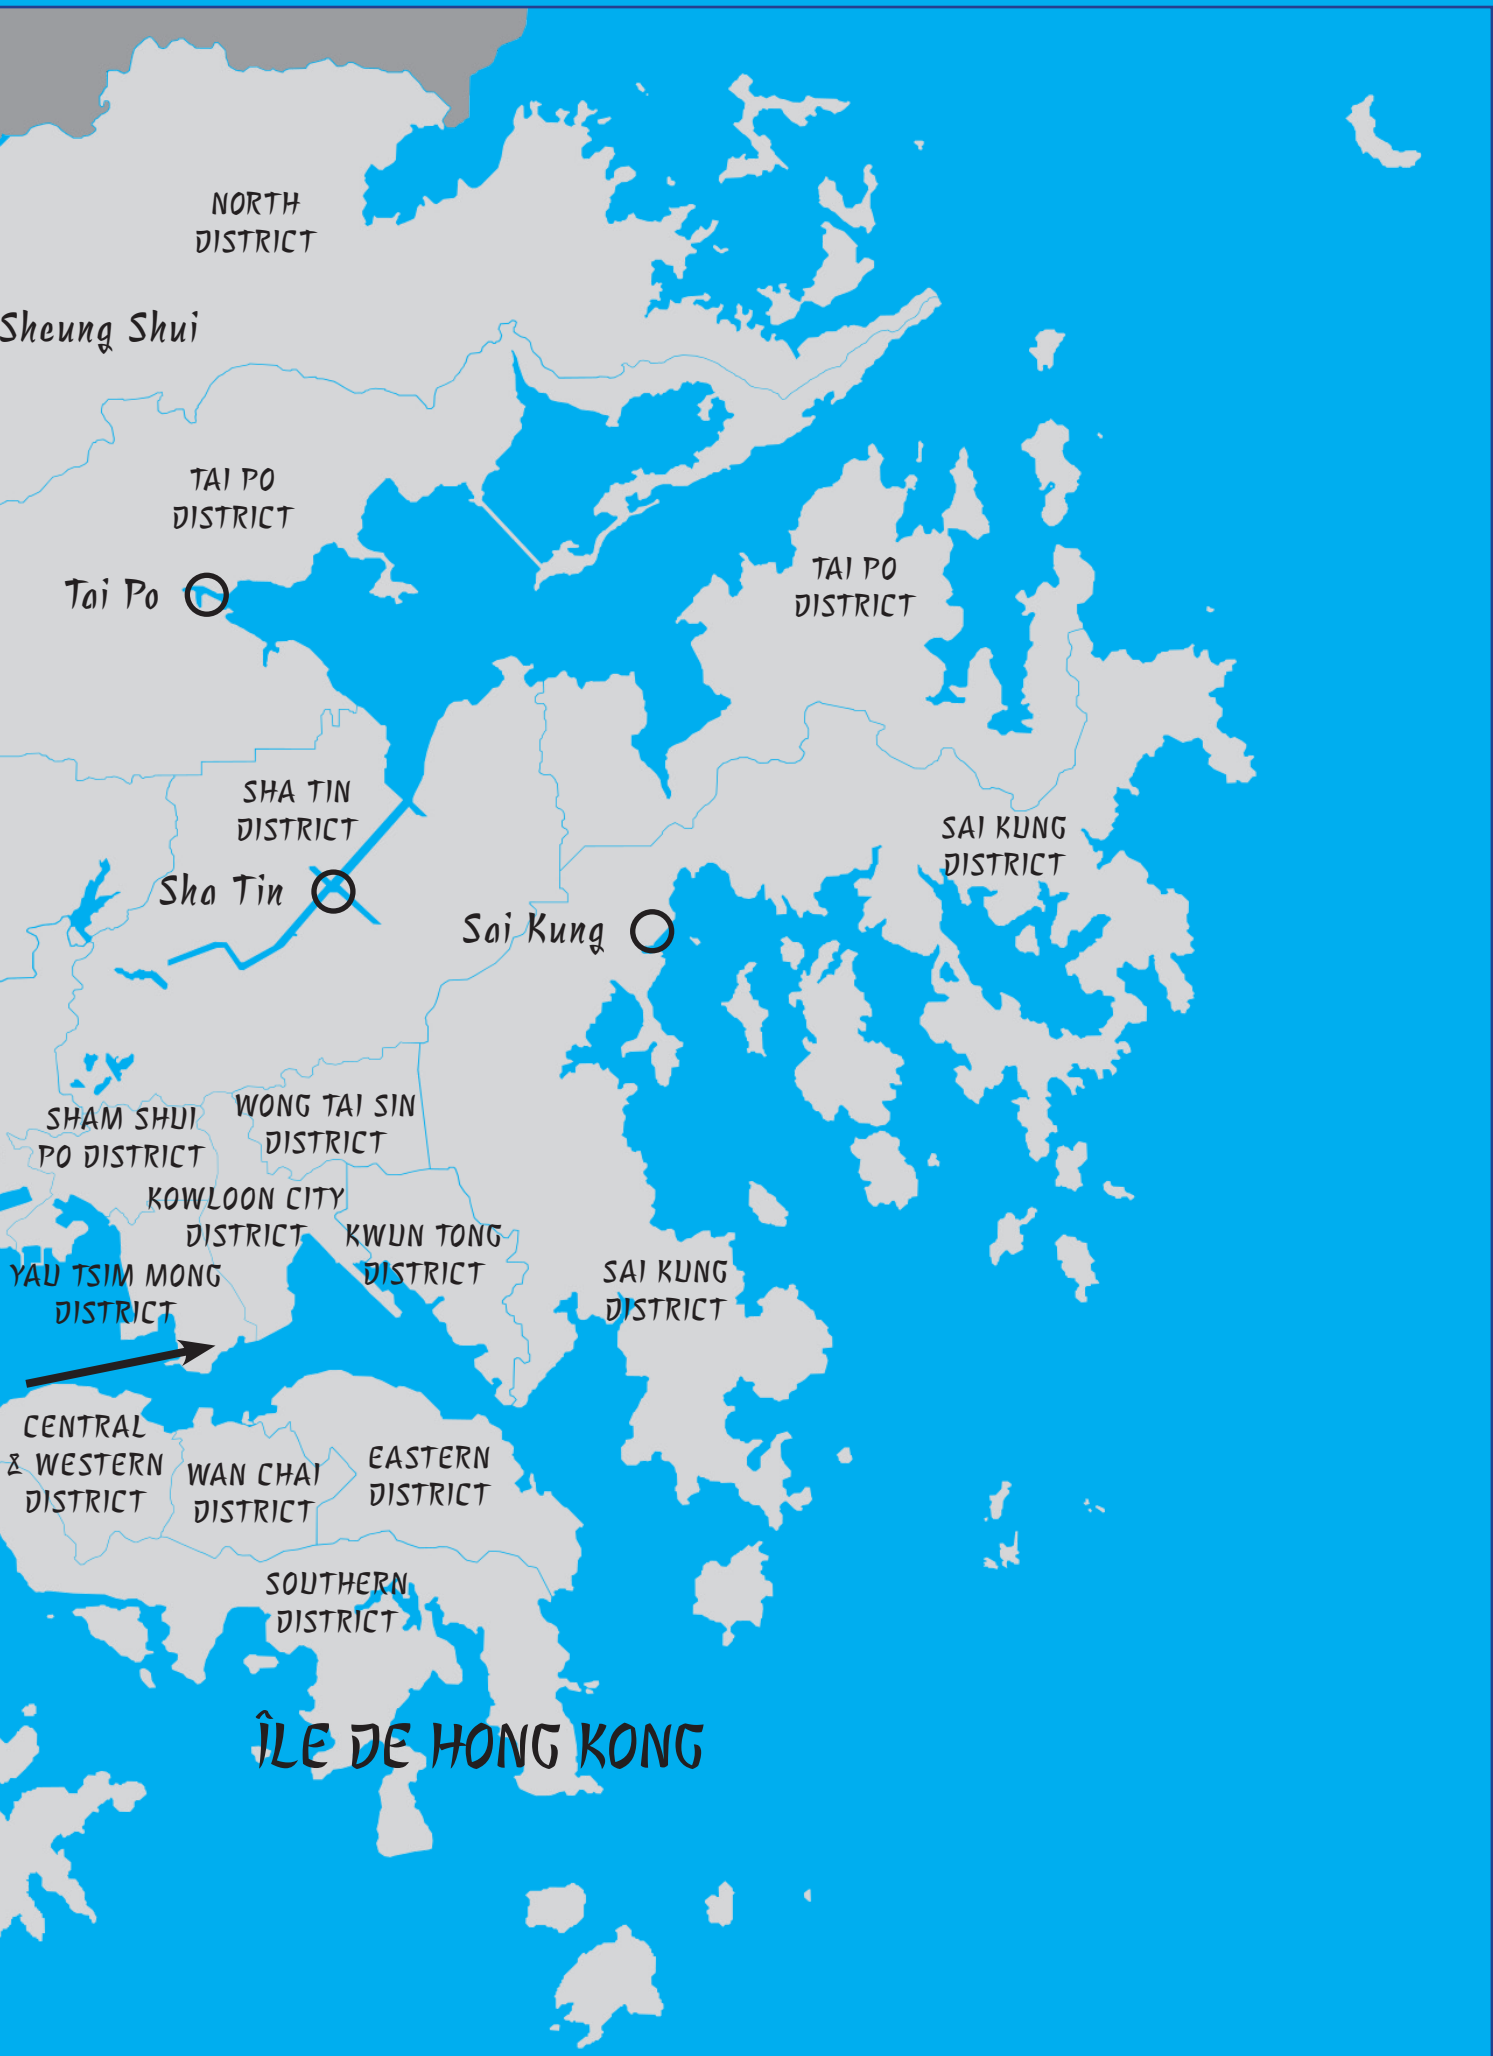 NORTH
DISTRICT
Sheung Shui
TAI PO
DISTRICT
TAI PO
DISTRICT
Tai Po
SHA TIN
DISTRICT
SAI KUNG
DISTRICT
Sha Tin
Sai Kung
WONG TAI SIN
DISTRICT
SHAM SHUI
PO DISTRICT
KOWLOON CITY
DISTRICT
KWUN TONG
DISTRICT
YAU TSIM MONG
DISTRICT
SAI KUNG
DISTRICT
CENTRAL
& WESTERN
DISTRICT
WAN CHAI
DISTRICT
EASTERN
DISTRICT
SOUTHERN
DISTRICT
ÎLE DE HONG KONG